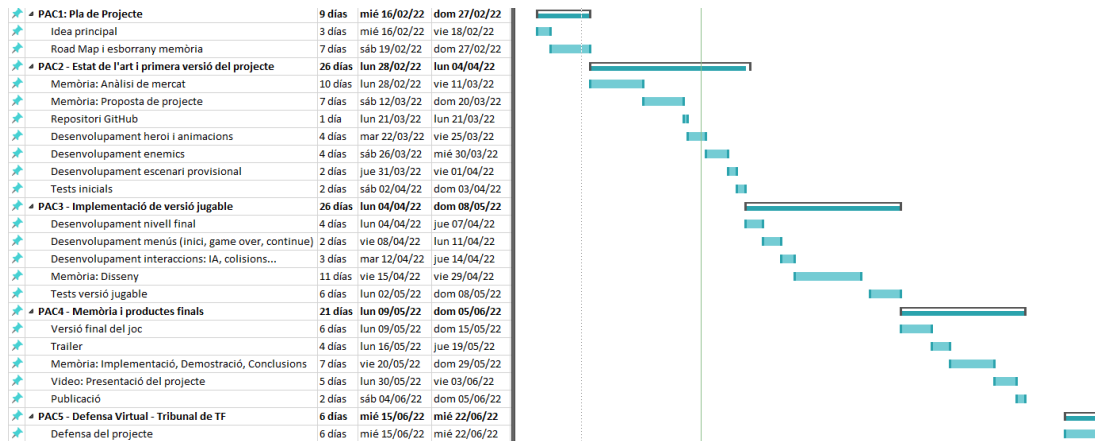 PAC1: Pla de Projecte 9 días mié 16/02/22 dom 27/02/22
Idea principal 3 días mié 16/02/22 vie 18/02/22
Road Map i esborrany memòria 7 días sáb 19/02/22 dom 27/02/22
PAC2 - Estat de l'art i primera versió del projecte 26 días lun 28/02/22 lun 04/04/22
Memòria: Anàlisi de mercat 10 días lun 28/02/22 vie 11/03/22
Memòria: Proposta de projecte 7 días sáb 12/03/22 dom 20/03/22
Repositori GitHub 1 día lun 21/03/22 lun 21/03/22
Desenvolupament heroi i animacions 4 días mar 22/03/22 vie 25/03/22
Desenvolupament enemics 4 días sáb 26/03/22 mié 30/03/22
Desenvolupament escenari provisional 2 días jue 31/03/22 vie 01/04/22
Tests inicials 2 días sáb 02/04/22 dom 03/04/22
PAC3 - Implementació de versió jugable 26 días lun 04/04/22 dom 08/05/22
Desenvolupament nivell final 4 días lun 04/04/22 jue 07/04/22
Desenvolupament menús (inici, game over, continue) 2 días vie 08/04/22 lun 11/04/22
Desenvolupament interaccions: IA, colisions... 3 días mar 12/04/22 jue 14/04/22
Memòria: Disseny 11 días vie 15/04/22 vie 29/04/22
Tests versió jugable 6 días lun 02/05/22 dom 08/05/22
PAC4 - Memòria i productes finals 21 días lun 09/05/22 dom 05/06/22
Versió final del joc 6 días lun 09/05/22 dom 15/05/22
Trailer 4 días lun 16/05/22 jue 19/05/22
Memòria: Implementació, Demostració, Conclusions 7 días vie 20/05/22 dom 29/05/22
Video: Presentació del projecte 5 días lun 30/05/22 vie 03/06/22
Publicació 2 días sáb 04/06/22 dom 05/06/22
PAC5 - Defensa Virtual - Tribunal de TF 6 días mié 15/06/22 mié 22/06/22
Defensa del projecte 6 días mié 15/06/22 mié 22/06/22